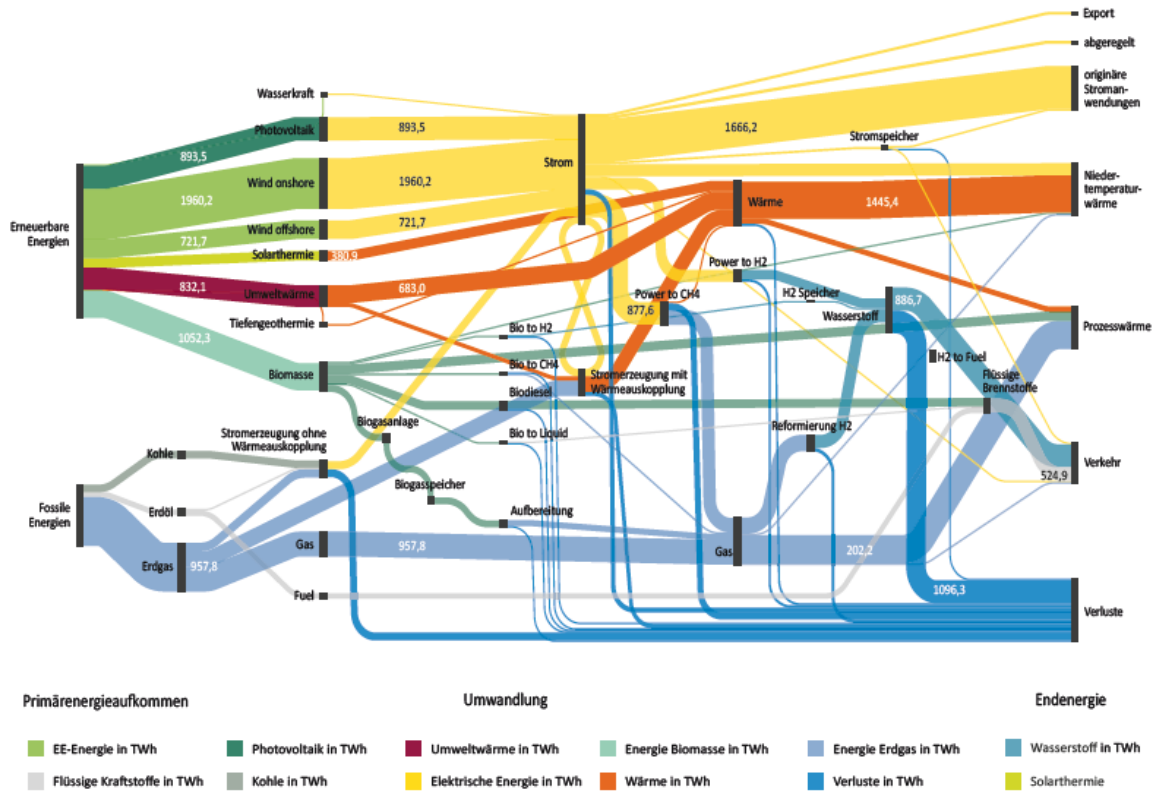 Export
abgeregelt
originäre
Stroman-
wendungen
Wasserkraft
Photovoltaik
893,5
893,5
1666,2
Stromspeicher
Strom
Wind onshore
1960,2
1960,2
Nieder-
temperatur-
wärme
Wärme
1445,4
Erneuerbare
Energien
Wind offshore
721,7
721,7
Solarthermie
380,9
Power to H2
Umweltwärme
832,1
683,0
H2 Speicher
886,7
Power to CH4
877,6
Wasserstoff
Tiefengeothermie
Prozesswärme
Bio to H2
1052,3
H2 to Fuel
Bio to CH4
Biomasse
Stromerzeugung mit
Wärmeauskopplung
Flüssige
Brennstoffe
Biodiesel
Biogasanlage
Bio to Liquid
Reformierung H2
Stromerzeugung ohne
Wärmeauskopplung
Kohle
Verkehr
524,9
Biogasspeicher
Fossile
Energien
Erdöl
Aufbereitung
Gas
957,8
Gas
202,2
Erdgas
957,8
1096,3
Fuel
Verluste
Primärenergieaufkommen
Umwandlung
Endenergie
EE-Energie in TWh
Photovoltaik in TWh
Umweltwärme in TWh
Energie Biomasse in TWh
Energie Erdgas in TWh
Wasserstoff in TWh
Flüssige Kraftstoffe in TWh
Kohle in TWh
Elektrische Energie in TWh
Wärme in TWh
Verluste in TWh
Solarthermie